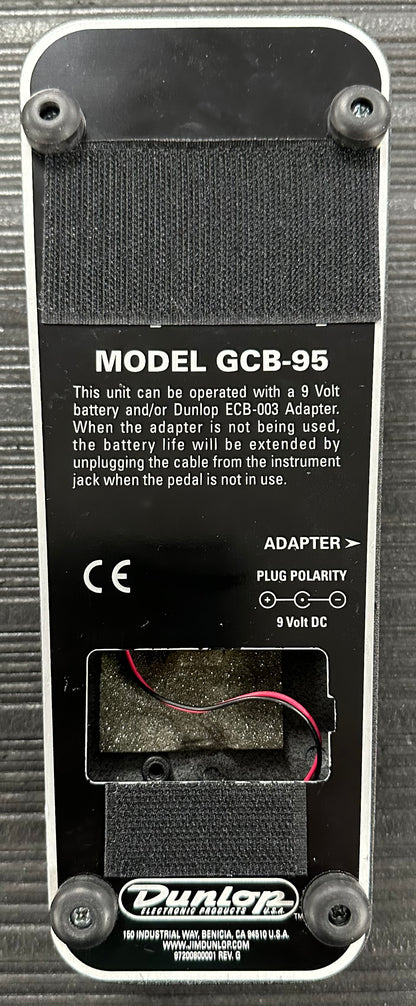 MODEL GCB-95
This unit can be operated with a 9 Volt
battery and/or Dunlop ECB-003 Adapter.
When the adapter is not being used,
the battery life will be extended by
unplugging the cable from the instrument
jack when the pedal is not in use.
ADAPTER ➤
CE
PLUG POLARITY
+ −
9 Volt DC
Dunlop
ELECTRONIC PRODUCTS U.S.A. ™
150 INDUSTRIAL WAY, BENICIA, CA 94510 U.S.A.
WWW.JIMDUNLOP.COM
97200800001 REV. G